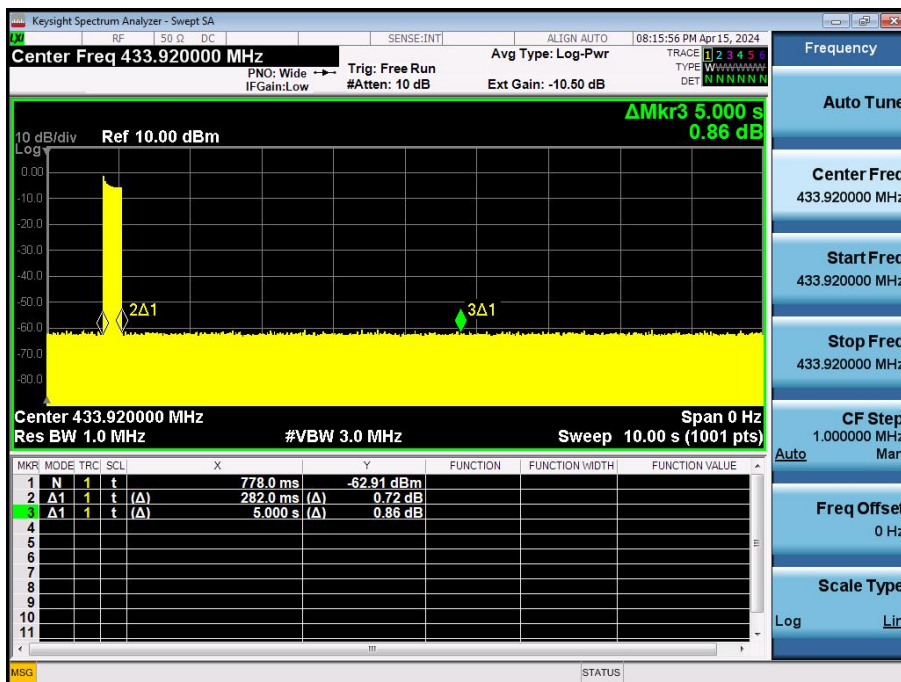 Keysight Spectrum Analyzer - Swept SA
LXI RF 50 Ω DC SENSE:INT ALIGN AUTO 08:15:56 PM Apr 15, 2024
Center Freq 433.920000 MHz
Avg Type: Log-Pwr
TRACE 1 2 3 4 5 6
PNO: Wide
Trig: Free Run
TYPE WWWWWW
IFGain:Low
#Atten: 10 dB
Ext Gain: -10.50 dB
DET N N N N N N
ΔMkr3 5.000 s
0.86 dB
10 dB/div Ref 10.00 dBm
Log
0.00
-10.0
-20.0
-30.0
-40.0
-50.0
-60.0
-70.0
-80.0
2Δ1
3Δ1
Center 433.920000 MHz Span 0 Hz
Res BW 1.0 MHz #VBW 3.0 MHz Sweep 10.00 s (1001 pts)
MKR MODE TRC SCL X Y FUNCTION FUNCTION WIDTH FUNCTION VALUE
1 N 1 t 778.0 ms -62.91 dBm
2 Δ1 1 t (Δ) 282.0 ms (Δ) 0.72 dB
3 Δ1 1 t (Δ) 5.000 s (Δ) 0.86 dB
4
5
6
7
8
9
10
11
MSG STATUS
Frequency
Auto Tune
Center Freq
433.920000 MHz
Start Freq
433.920000 MHz
Stop Freq
433.920000 MHz
CF Step
1.000000 MHz
Auto Man
Freq Offset
0 Hz
Scale Type
Log Lin